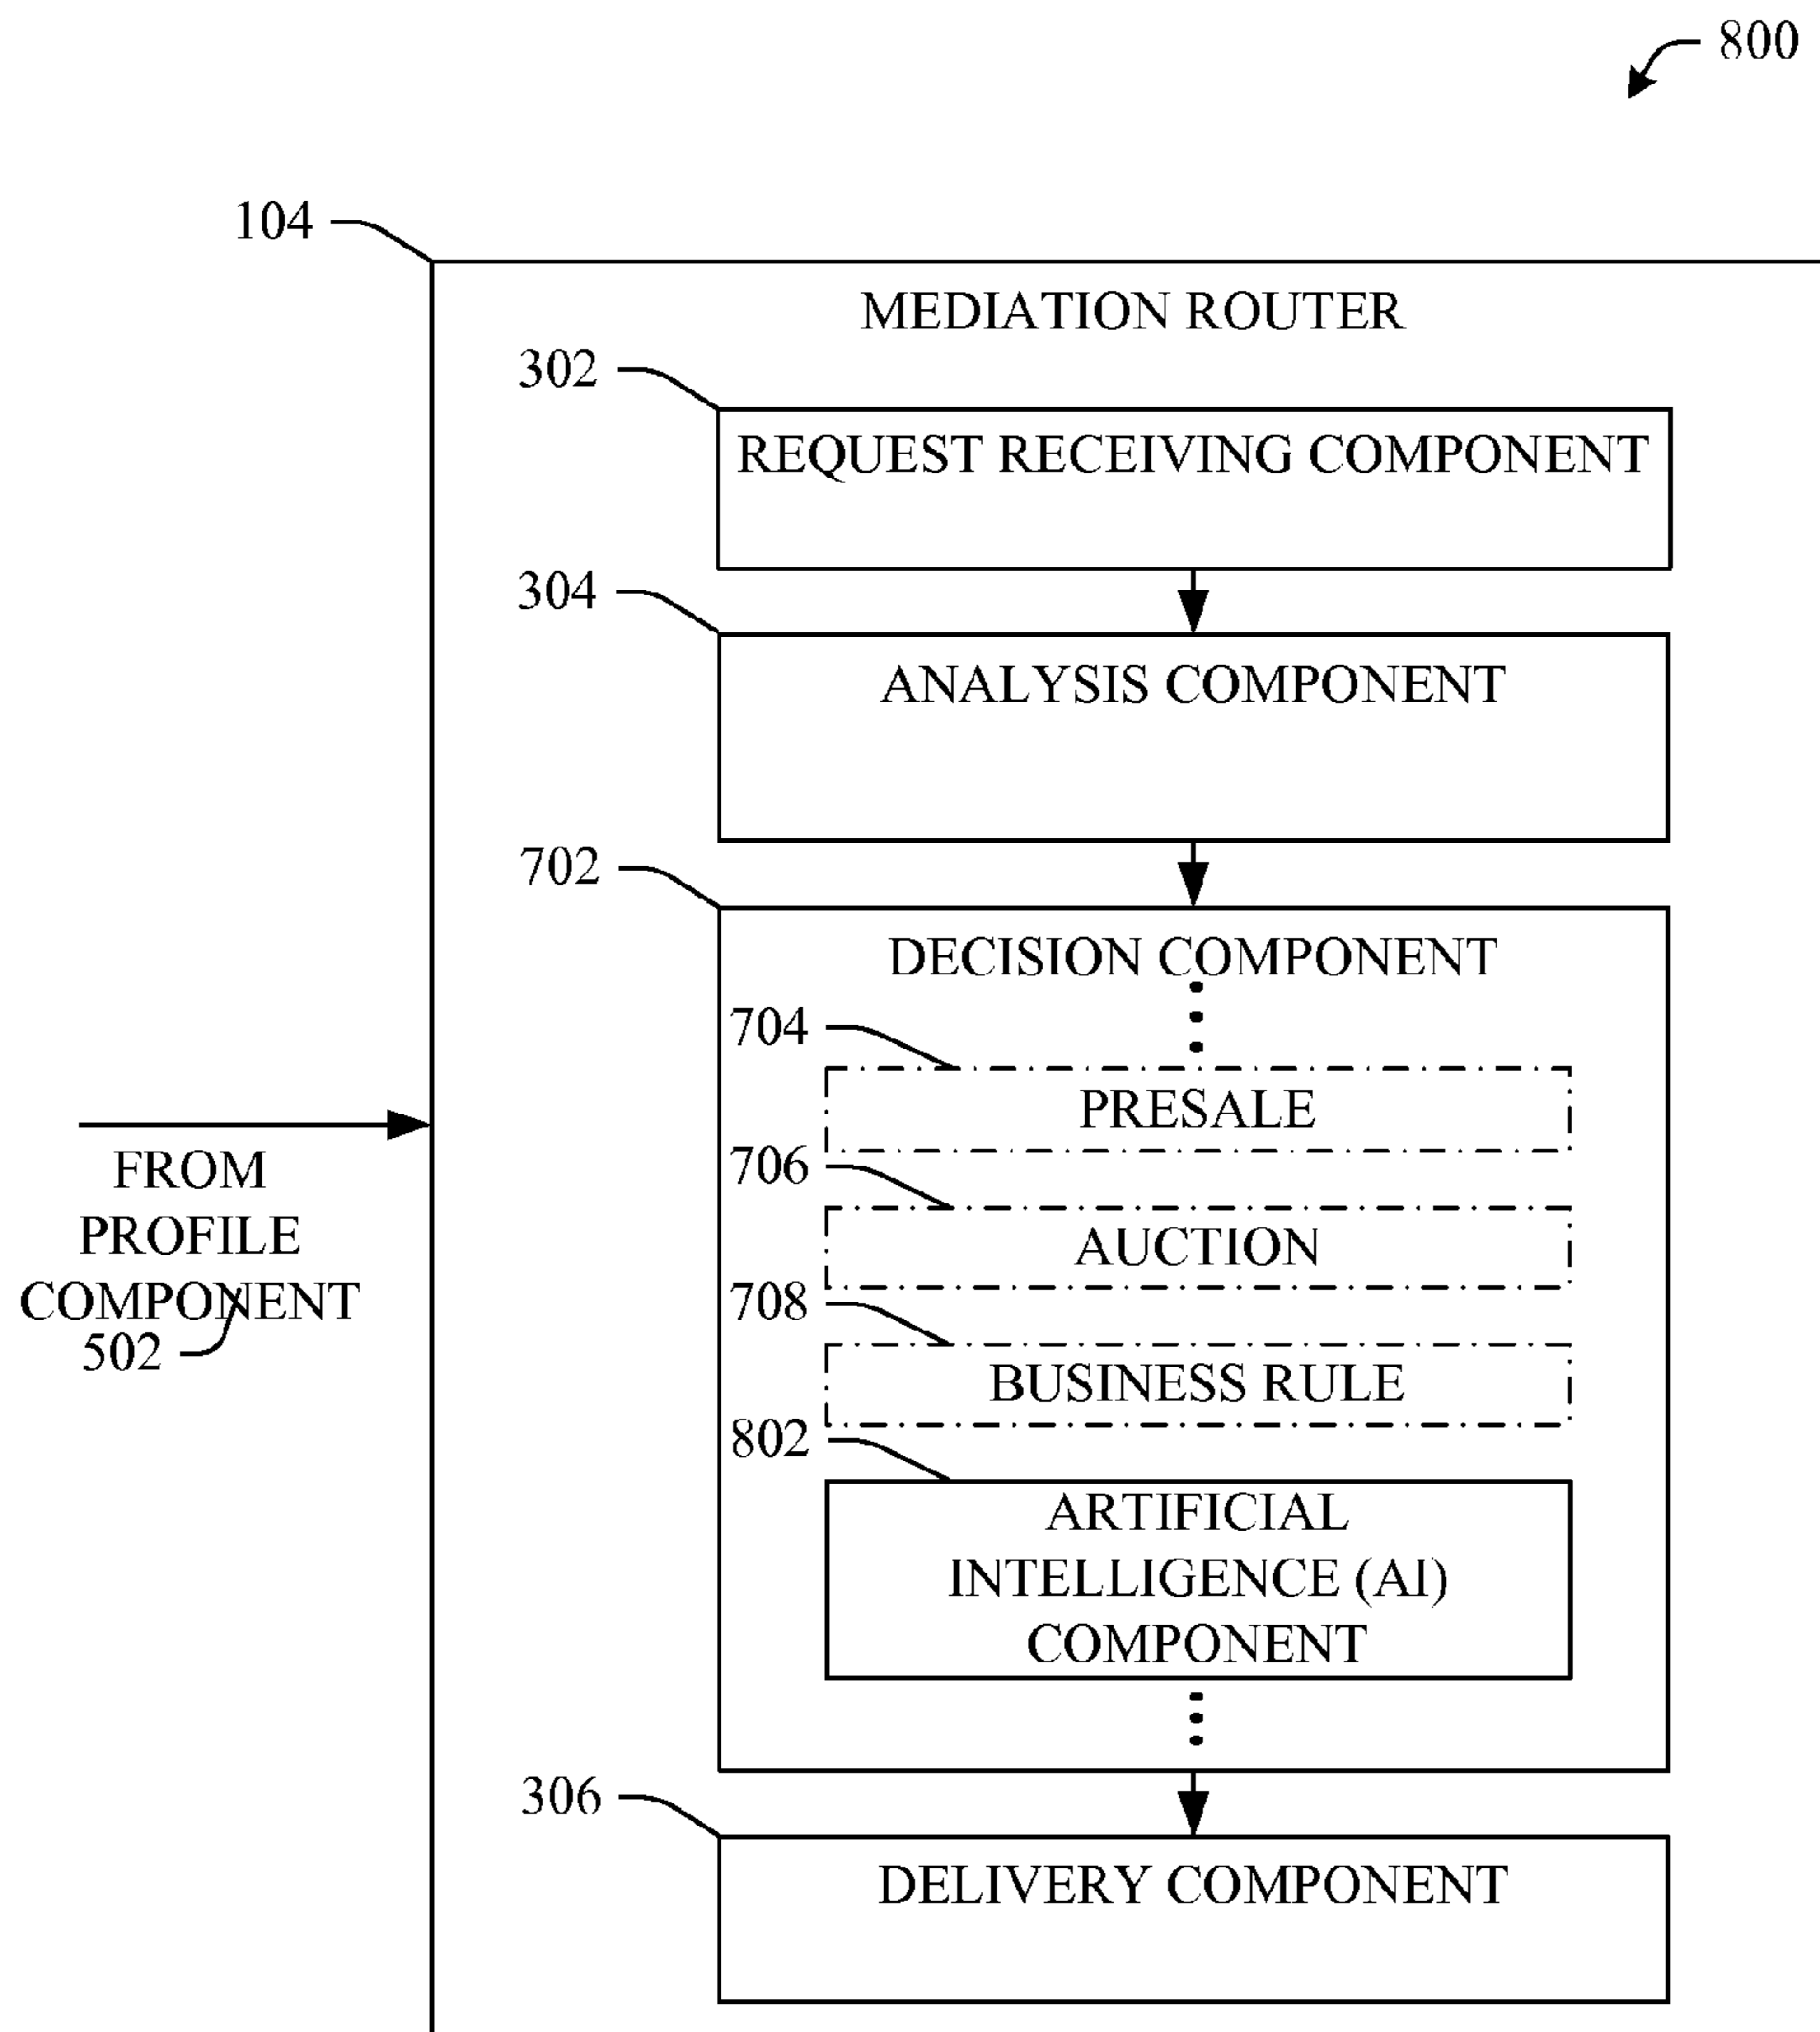 800
104
MEDIATION ROUTER
302
REQUEST RECEIVING COMPONENT
304
ANALYSIS COMPONENT
702
DECISION COMPONENT
704
PRESALE
706
AUCTION
708
BUSINESS RULE
802
ARTIFICIAL
INTELLIGENCE (AI)
COMPONENT
FROM
PROFILE
COMPONENT
502
306
DELIVERY COMPONENT